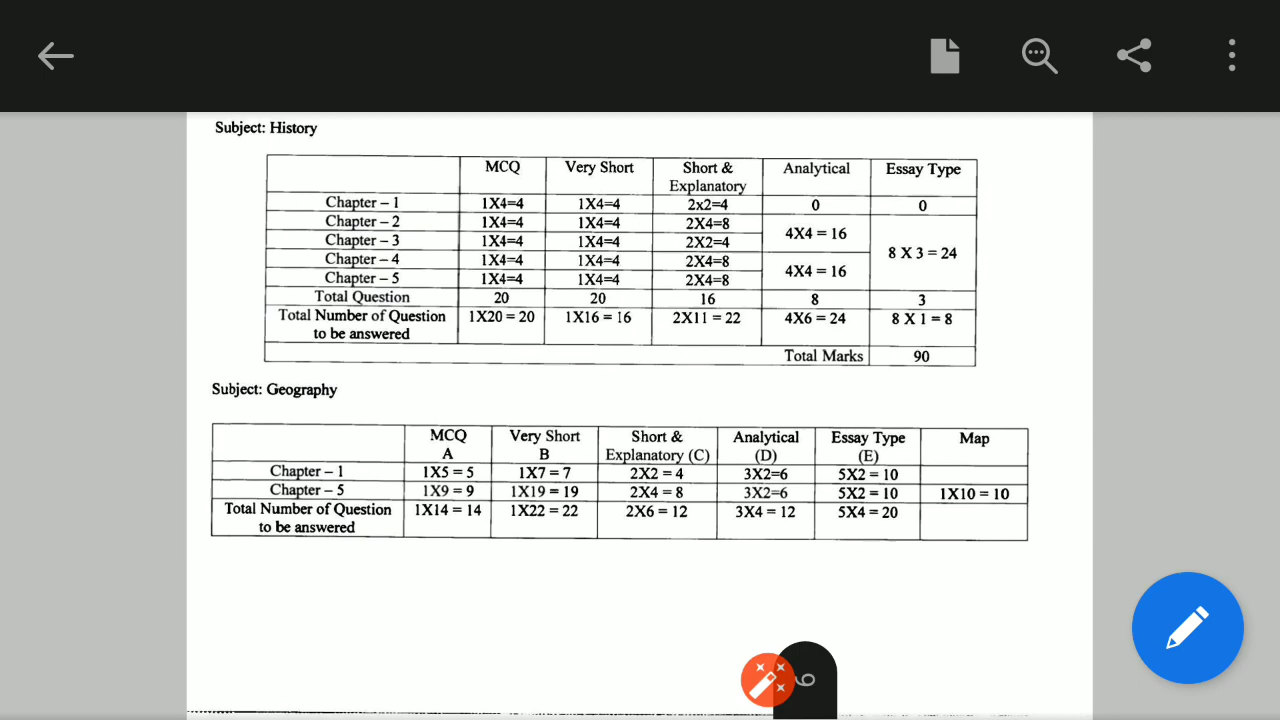 Subject: History
MCQ Very Short Short & Analytical Essay Type
Explanatory
Chapter – 1 1X4=4 1X4=4 2x2=4 0 0
Chapter – 2 1X4=4 1X4=4 2X4=8
4X4 = 16
Chapter – 3 1X4=4 1X4=4 2X2=4
8 X 3 = 24
Chapter – 4 1X4=4 1X4=4 2X4=8
4X4 = 16
Chapter – 5 1X4=4 1X4=4 2X4=8
Total Question 20 20 16 8 3
Total Number of Question 1X20 = 20 1X16 = 16 2X11 = 22 4X6 = 24 8 X 1 = 8
to be answered
Total Marks 90
Subject: Geography
MCQ Very Short Short & Analytical Essay Type Map
A B Explanatory (C) (D) (E)
Chapter – 1 1X5 = 5 1X7 = 7 2X2 = 4 3X2=6 5X2 = 10
Chapter – 5 1X9 = 9 1X19 = 19 2X4 = 8 3X2=6 5X2 = 10 1X10 = 10
Total Number of Question 1X14 = 14 1X22 = 22 2X6 = 12 3X4 = 12 5X4 = 20
to be answered
6